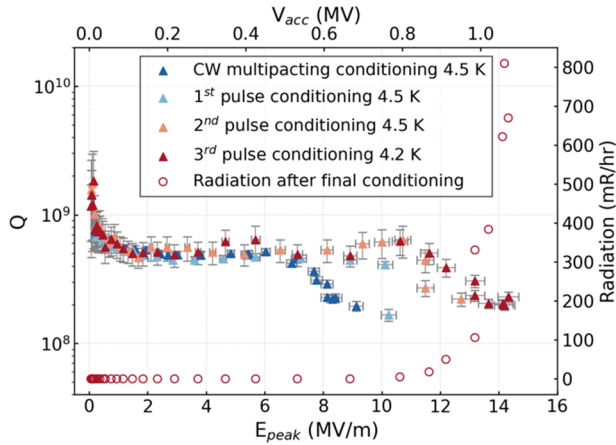 V_acc (MV)
0.0 0.2 0.4 0.6 0.8 1.0
10^10
10^9
10^8
Q
CW multipacting conditioning 4.5 K
1^st pulse conditioning 4.5 K
2^nd pulse conditioning 4.5 K
3^rd pulse conditioning 4.2 K
Radiation after final conditioning
800
700
600
500
400
300
200
100
0
Radiation (mR/hr)
0 2 4 6 8 10 12 14 16
E_peak (MV/m)